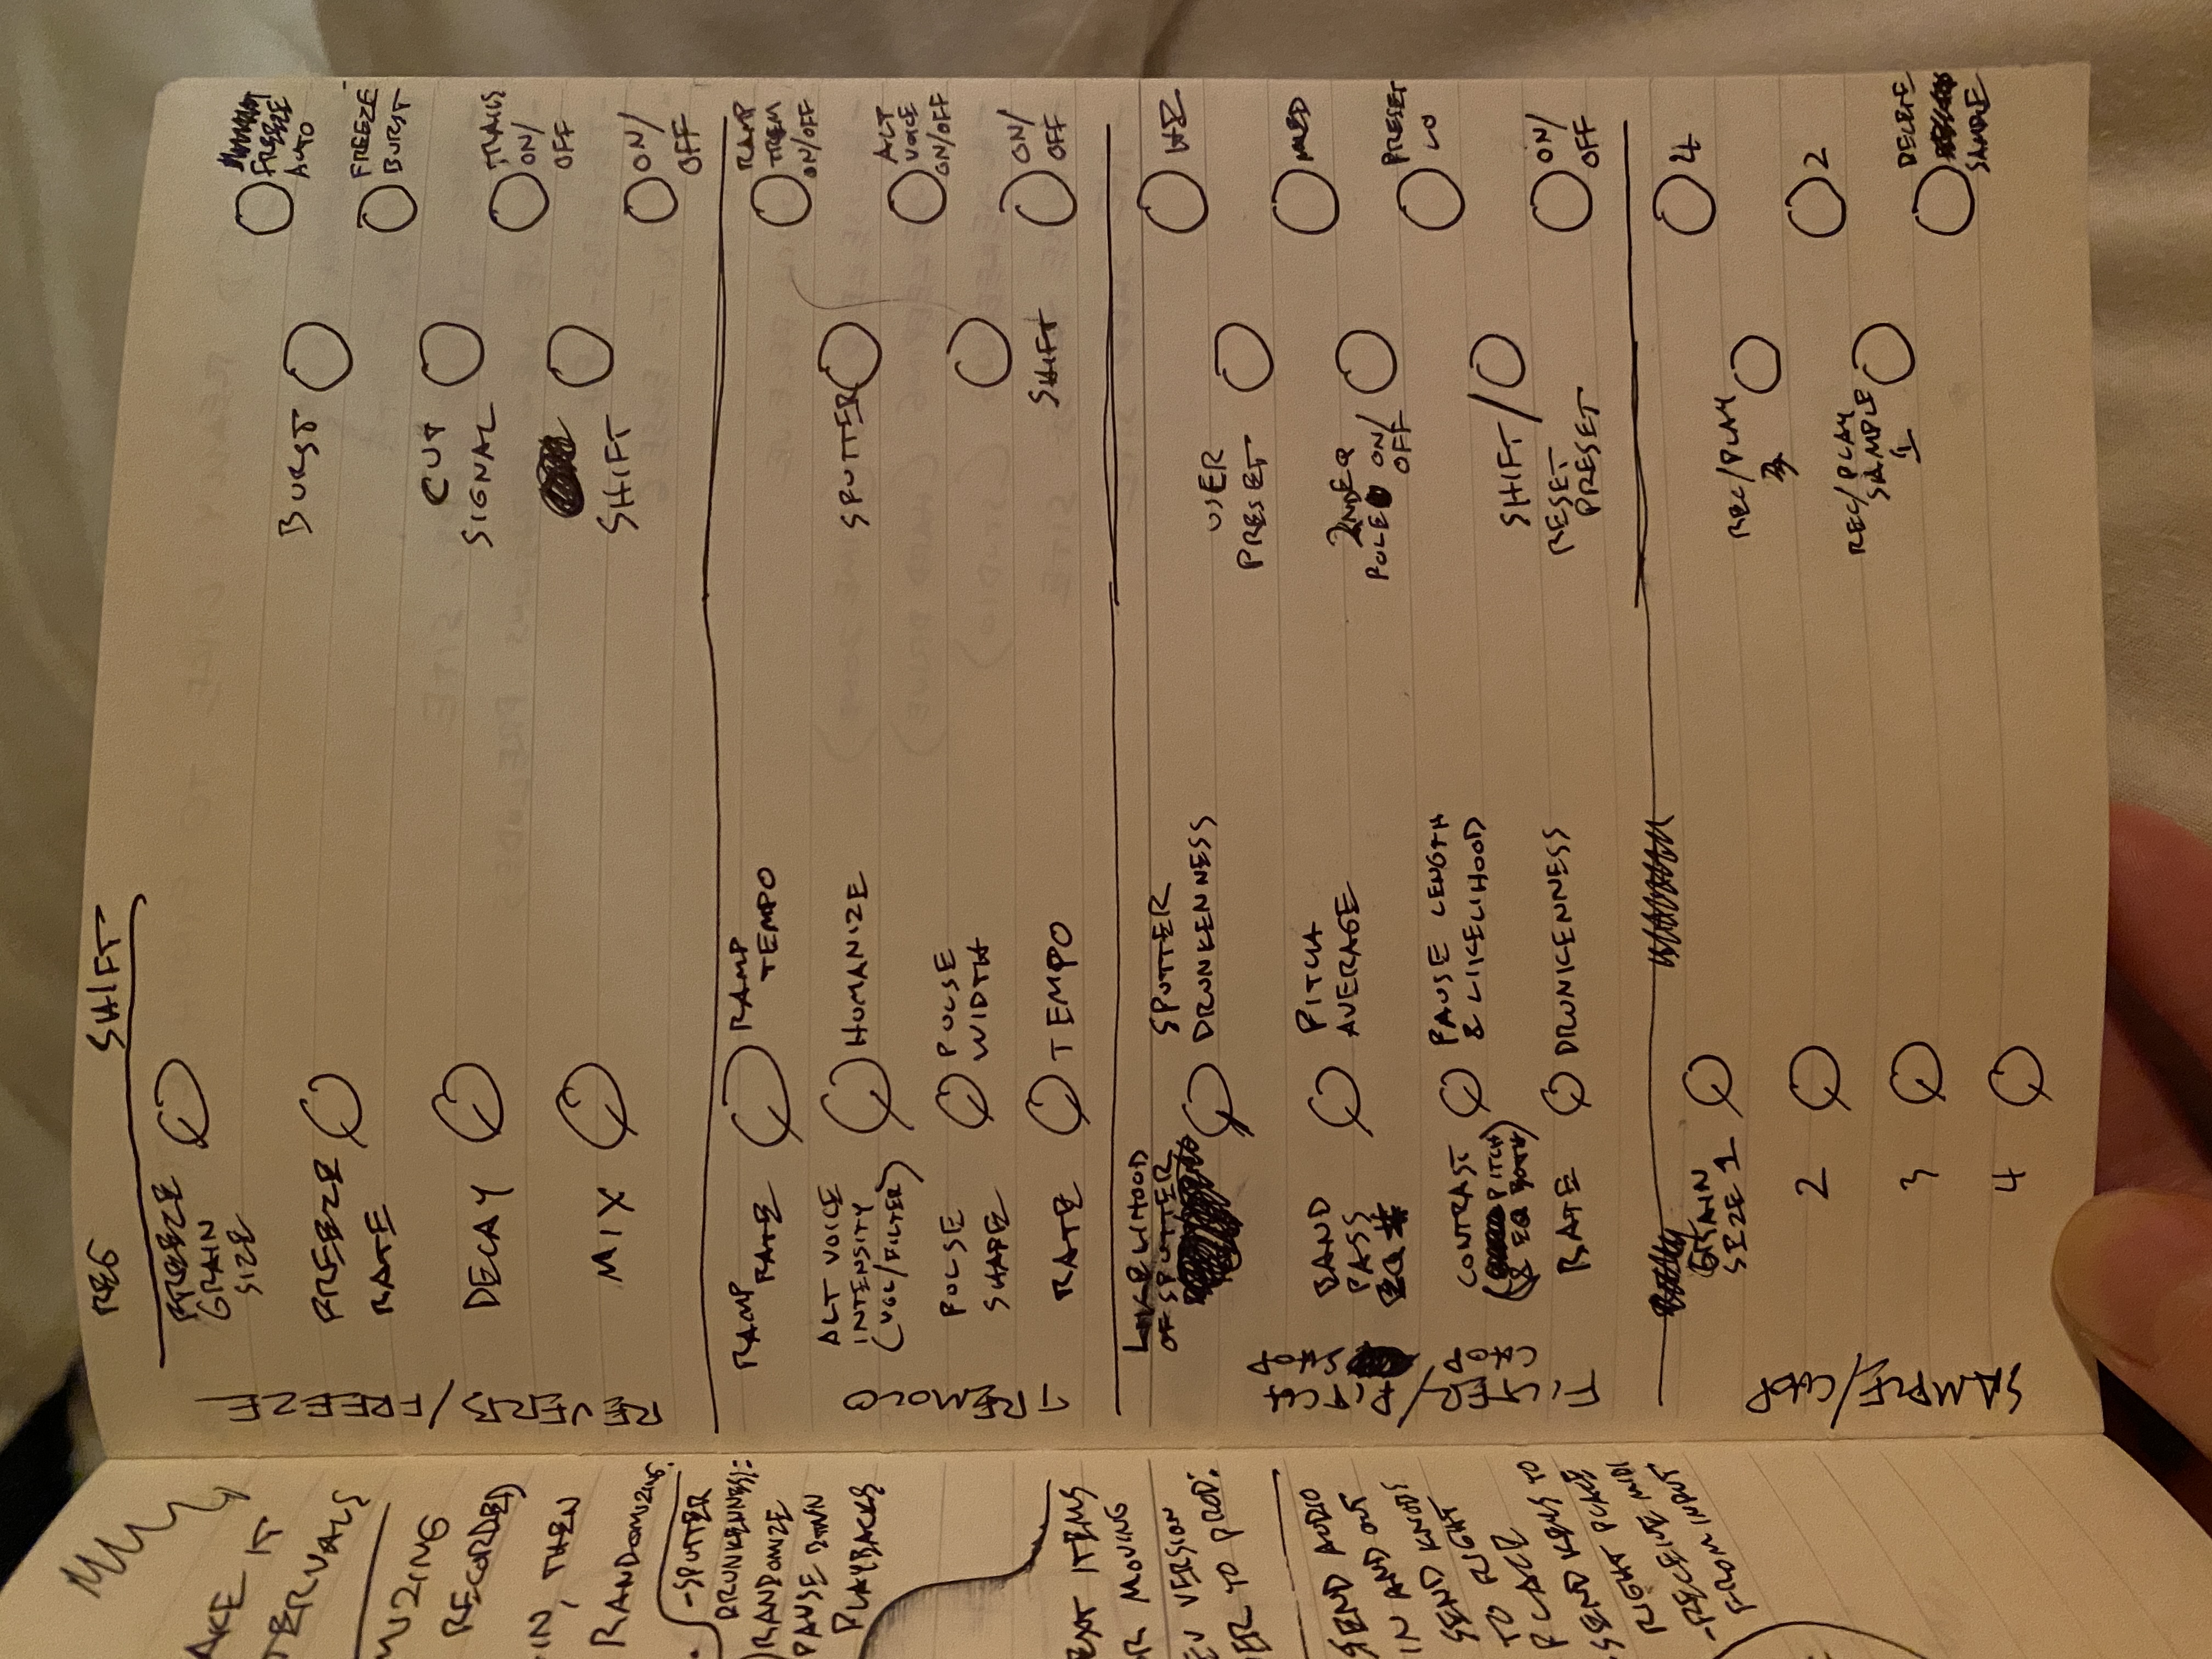 AKE IT
TERVALS
MIZING
RECORDED
IN, THEN
RANDOMIZING.
-SPUTTER
DRUNKENNESS=
RANDOMIZE
PAUSE BTWN
PLAYBACKS
EXT ITEMS
OR MOVING
EV VERSION
ER TO PROD:
SEND AUDIO
IN AND OUT
SEND KNOBS
TO RIGHT
PLACE
-SEND KEYS TO
RIGHT PLACE
-RECEIVE MIDI
FROM INPUT
REG SHIFT
REVERB/FREEZE
FREEZE
GRAIN
SIZE
FREEZE
RATE
DECAY
MIX
BURST
CUT
SIGNAL
SHIFT
FREEZE
AUTO
FREEZE
BURST
TRAILS
ON/
OFF
ON/
OFF
TREMOLO
RAMP
RATE
RAMP
TEMPO
ALT VOICE
INTENSITY
(VOL/FILTER)
HUMANIZE
PULSE
SHAPE
PULSE
WIDTH
RATE
TEMPO
SPUTTER
SHIFT
RAMP
TREM
ON/OFF
ALT
VOICE
ON/OFF
ON/
OFF
FILTER/PITCH
CHOP/SHOP
LIKELIHOOD
OF SPUTTER
SPUTTER
DRUNKENNESS
BAND
PASS
EQ #
PITCH
AVERAGE
CONTRAST
(PITCH
& EQ BOTH)
PAUSE LENGTH
& LIKELIHOOD
RATE
DRUNKENNESS
USER
PRESET
2ND EQ
POLE ON/
OFF
SHIFT/
RESET
PRESET
MED
PRESET
LO
ON/
OFF
SAMPLE/CHOP
GRAIN
SIZE 1
2
3
4
REC/PLAY
3
REC/PLAY
SAMPLE
1
4
2
DELETE
SAMPLE